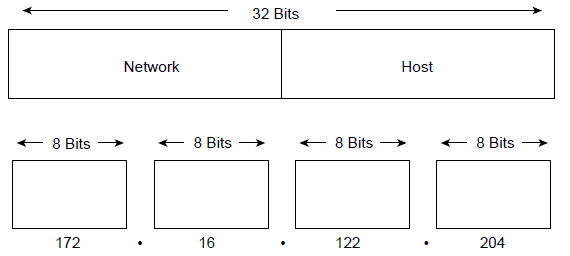 32 Bits
Network Host
8 Bits 8 Bits 8 Bits 8 Bits
172 • 16 • 122 • 204